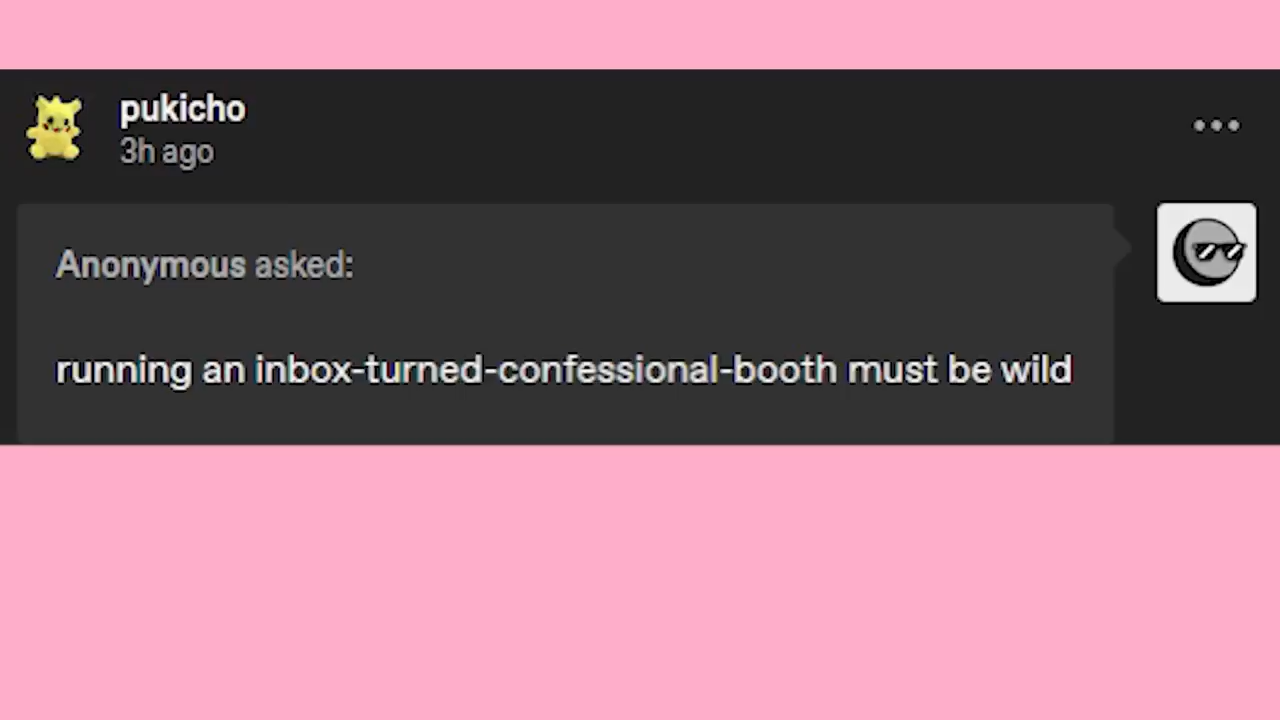 pukicho
3h ago
Anonymous asked:
running an inbox-turned-confessional-booth must be wild